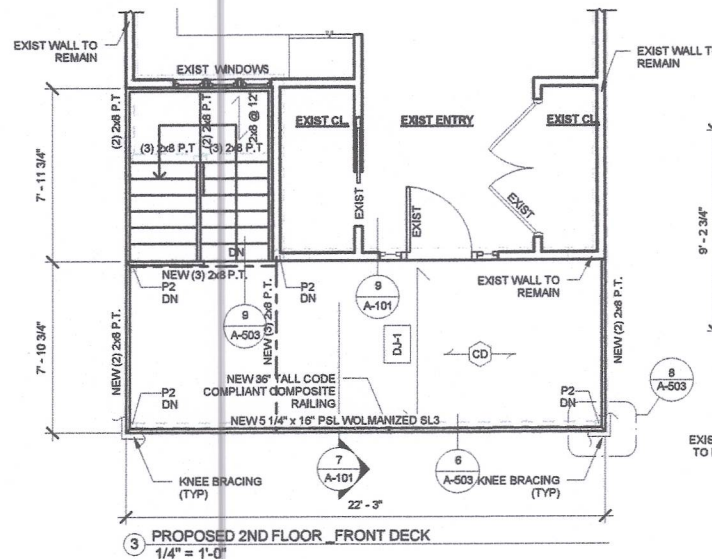 EXIST WALL TO
REMAIN
EXIST WINDOWS
EXIST WALL T
REMAIN
(2) 2x8 P.T
(2) 2x8 P.T
2x8 @ 12"
(3) 2x8 P.T
(3) 2x8 P.T
EXIST CL.
EXIST ENTRY
EXIST CL.
7' - 11 3/4"
9' - 2 3/4"
EXIST
EXIST
EXIST
DN
NEW (3) 2x8 P.T.
P2
DN
P2
DN
9
A-503
9
A-101
EXIST WALL TO
REMAIN
NEW (2) 2x8 P.T.
NEW (3) 2x8 P.T.
NEW (2) 2x8 P.T.
7' - 10 3/4"
DJ-1
CD
8
A-503
NEW 36" TALL CODE
COMPLIANT COMPOSITE
RAILING
P2
DN
P2
DN
NEW 5 1/4" x 16" PSL WOLMANIZED SL3
EXIS
KNEE BRACING
(TYP)
7
A-101
6
A-503
KNEE BRACING
(TYP)
22' - 3"
3
PROPOSED 2ND FLOOR _FRONT DECK
1/4" = 1'-0"